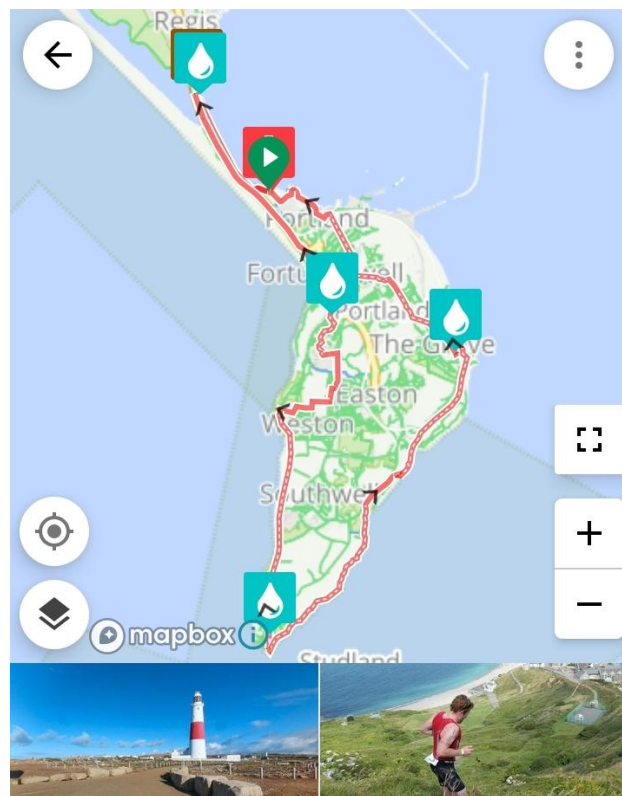 Regis
Portland
Fortuneswell
Portland
The Grove
Easton
Weston
Southwell
mapbox
Studland